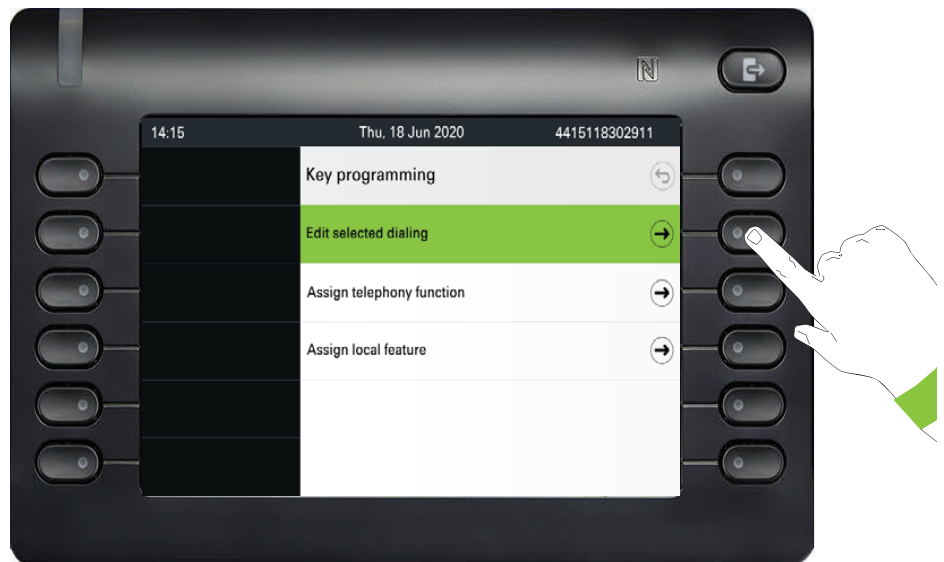 14:15 Thu, 18 Jun 2020 4415118302911
Key programming
Edit selected dialing
Assign telephony function
Assign local feature